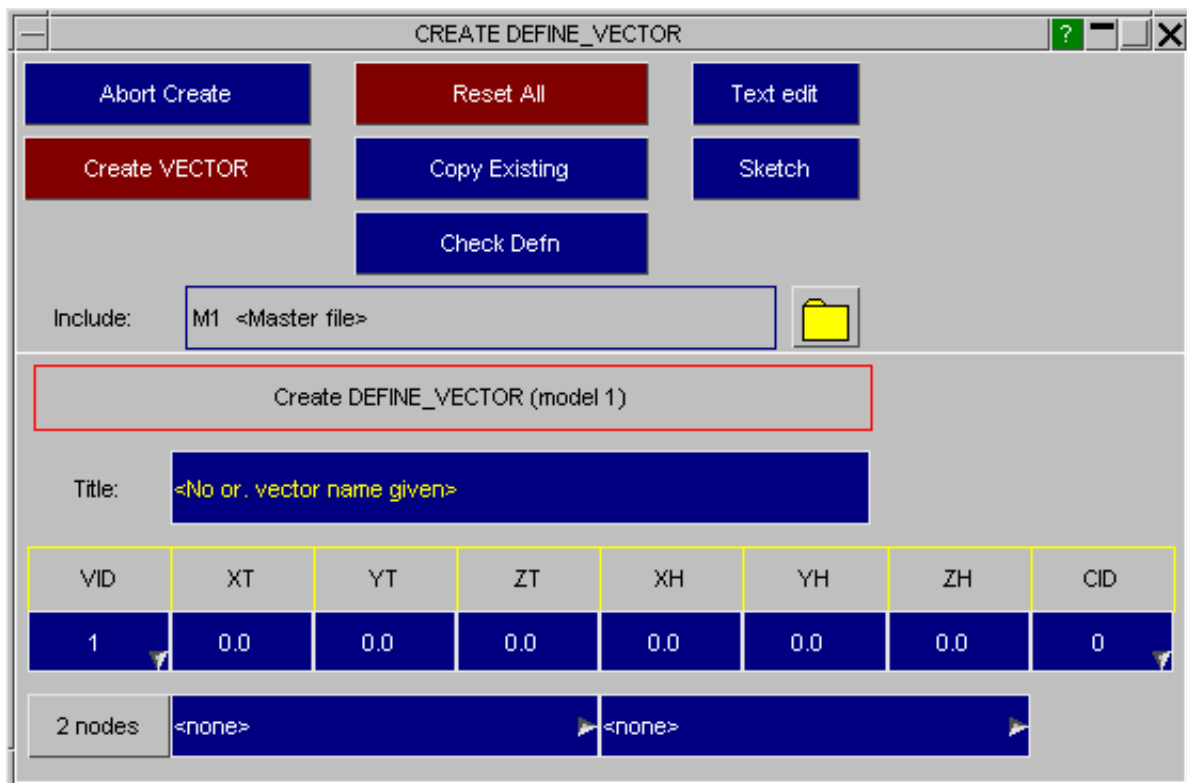 CREATE DEFINE_VECTOR ?
Abort Create Reset All Text edit
Create VECTOR Copy Existing Sketch
Check Defn
Include: M1 <Master file>
Create DEFINE_VECTOR (model 1)
Title: <No or. vector name given>
VID XT YT ZT XH YH ZH CID
1 0.0 0.0 0.0 0.0 0.0 0.0 0
2 nodes <none> <none>